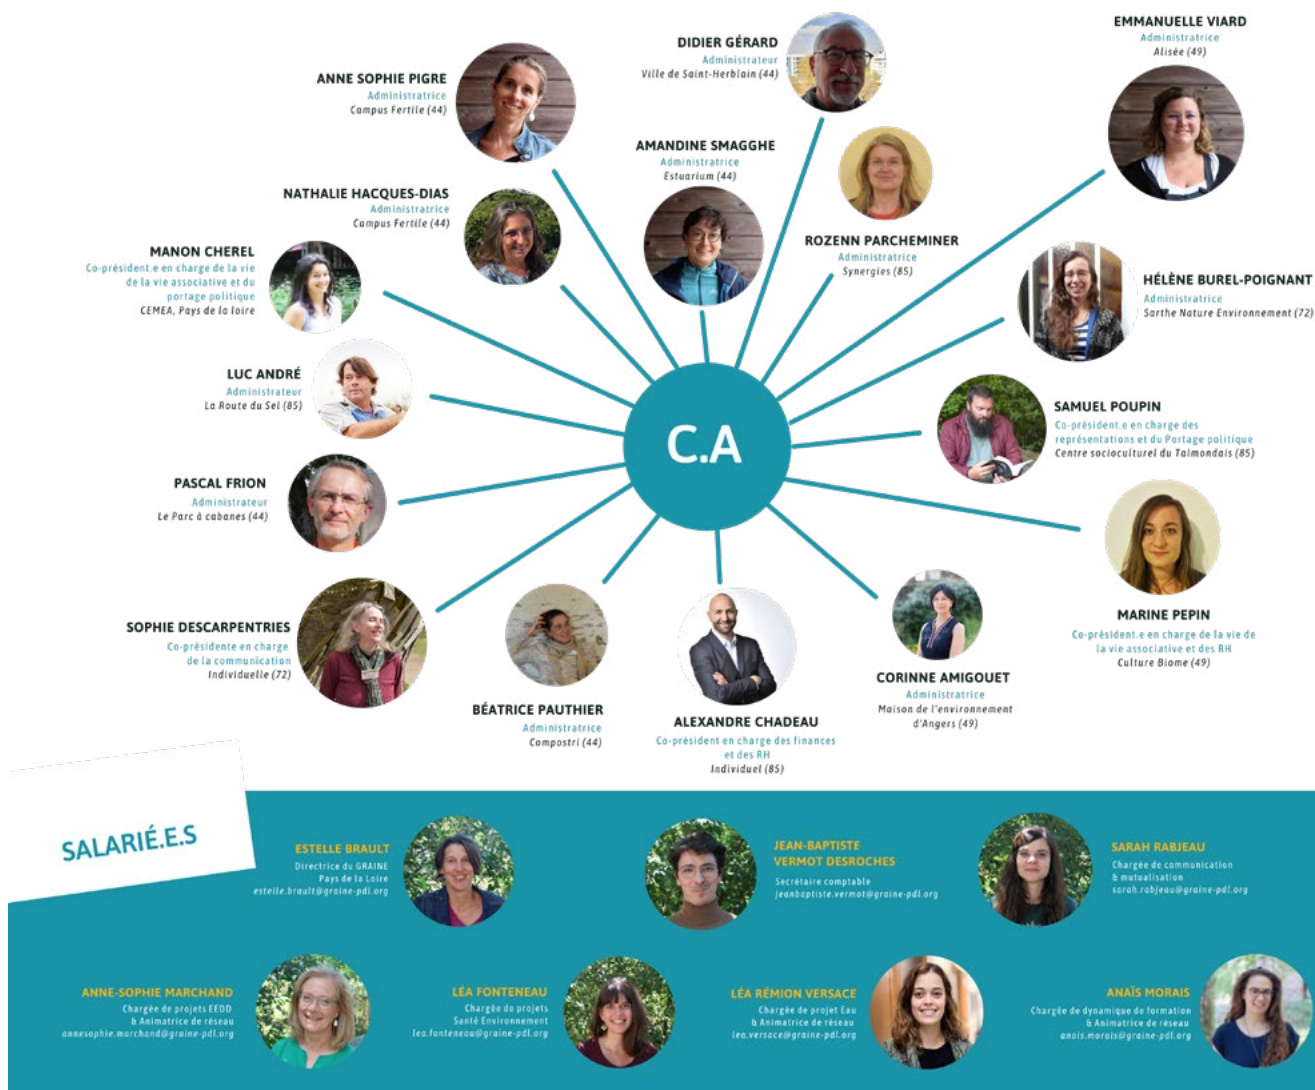 EMMANUELLE VIARD
Administratrice
Alisée (49)
DIDIER GÉRARD
Administrateur
Ville de Saint-Herblain (44)
ANNE SOPHIE PIGRE
Administratrice
Campus Fertile (44)
AMANDINE SMAGGHE
Administratrice
Estuarium (44)
NATHALIE HACQUES-DIAS
Administratrice
Campus Fertile (44)
ROZENN PARCHEMINER
Administratrice
Synergies (85)
MANON CHEREL
Co-président.e en charge de la vie
de la vie associative et du
portage politique
CEMEA, Pays de la loire
HÉLÈNE BUREL-POIGNANT
Administratrice
Sarthe Nature Environnement (72)
LUC ANDRÉ
Administrateur
La Route du Sel (85)
C.A
SAMUEL POUPIN
Co-président.e en charge des
représentations et du Portage politique
Centre socioculturel du Talmondais (85)
PASCAL FRION
Administrateur
Le Parc à cabanes (44)
MARINE PEPIN
Co-président.e en charge de la vie de
la vie associative et des RH
Culture Biome (49)
SOPHIE DESCARPENTRIES
Co-présidente en charge
de la communication
Individuelle (72)
BÉATRICE PAUTHIER
Administratrice
Compostri (44)
ALEXANDRE CHADEAU
Co-président en charge des finances
et des RH
Individuel (85)
CORINNE AMIGOUET
Administratrice
Maison de l'environnement
d'Angers (49)
SALARIÉ.E.S
ESTELLE BRAULT
Directrice du GRAINE
Pays de la Loire
estelle.brault@graine-pdl.org
JEAN-BAPTISTE
VERMOT DESROCHES
Secrétaire comptable
jeanbaptiste.vermot@graine-pdl.org
SARAH RABJEAU
Chargée de communication
& mutualisation
sarah.rabjeau@graine-pdl.org
ANNE-SOPHIE MARCHAND
Chargée de projets EEDD
& Animatrice de réseau
annesophie.marchand@graine-pdl.org
LÉA FONTENEAU
Chargée de projets
Santé Environnement
lea.fonteneau@graine-pdl.org
LÉA RÉMION VERSACE
Chargée de projet Eau
& Animatrice de réseau
lea.versace@graine-pdl.org
ANAÏS MORAIS
Chargée de dynamique de formation
& Animatrice de réseau
anais.morais@graine-pdl.org